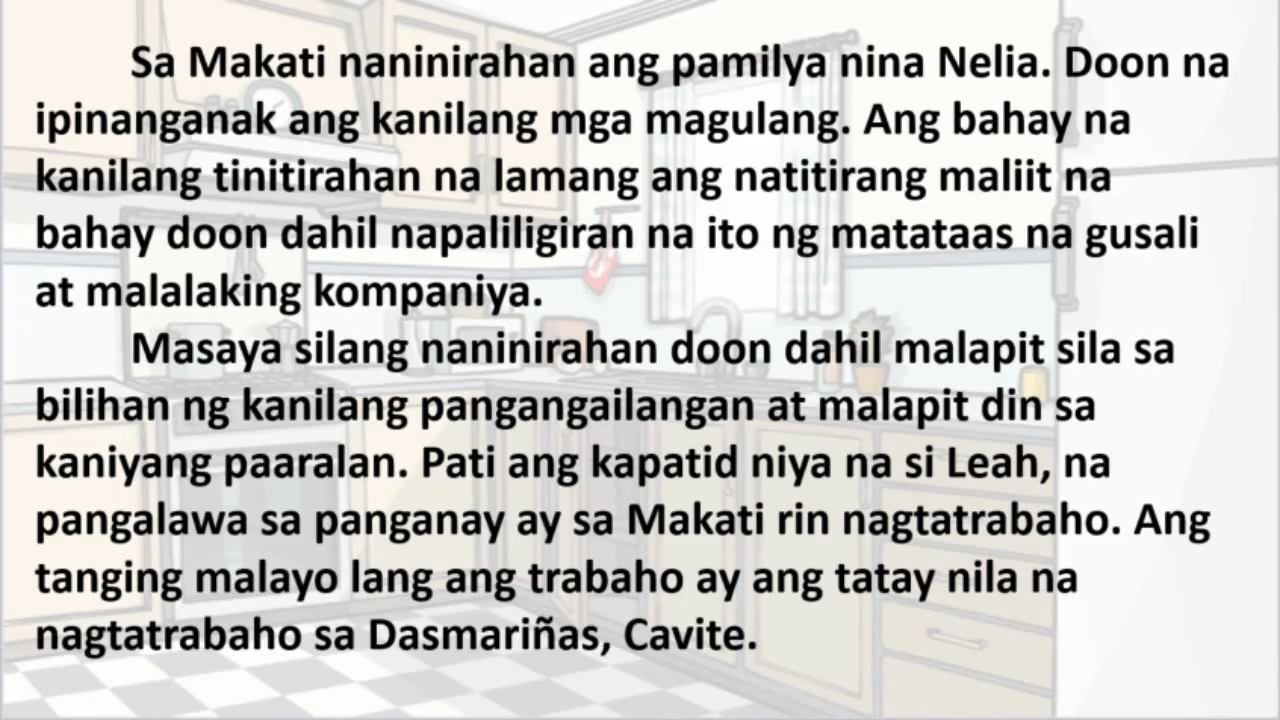 Sa Makati naninirahan ang pamilya nina Nelia. Doon na
ipinanganak ang kanilang mga magulang. Ang bahay na
kanilang tinitirahan na lamang ang natitirang maliit na
bahay doon dahil napaliligiran na ito ng matataas na gusali
at malalaking kompaniya.
Masaya silang naninirahan doon dahil malapit sila sa
bilihan ng kanilang pangangailangan at malapit din sa
kaniyang paaralan. Pati ang kapatid niya na si Leah, na
pangalawa sa panganay ay sa Makati rin nagtatrabaho. Ang
tanging malayo lang ang trabaho ay ang tatay nila na
nagtatrabaho sa Dasmariñas, Cavite.